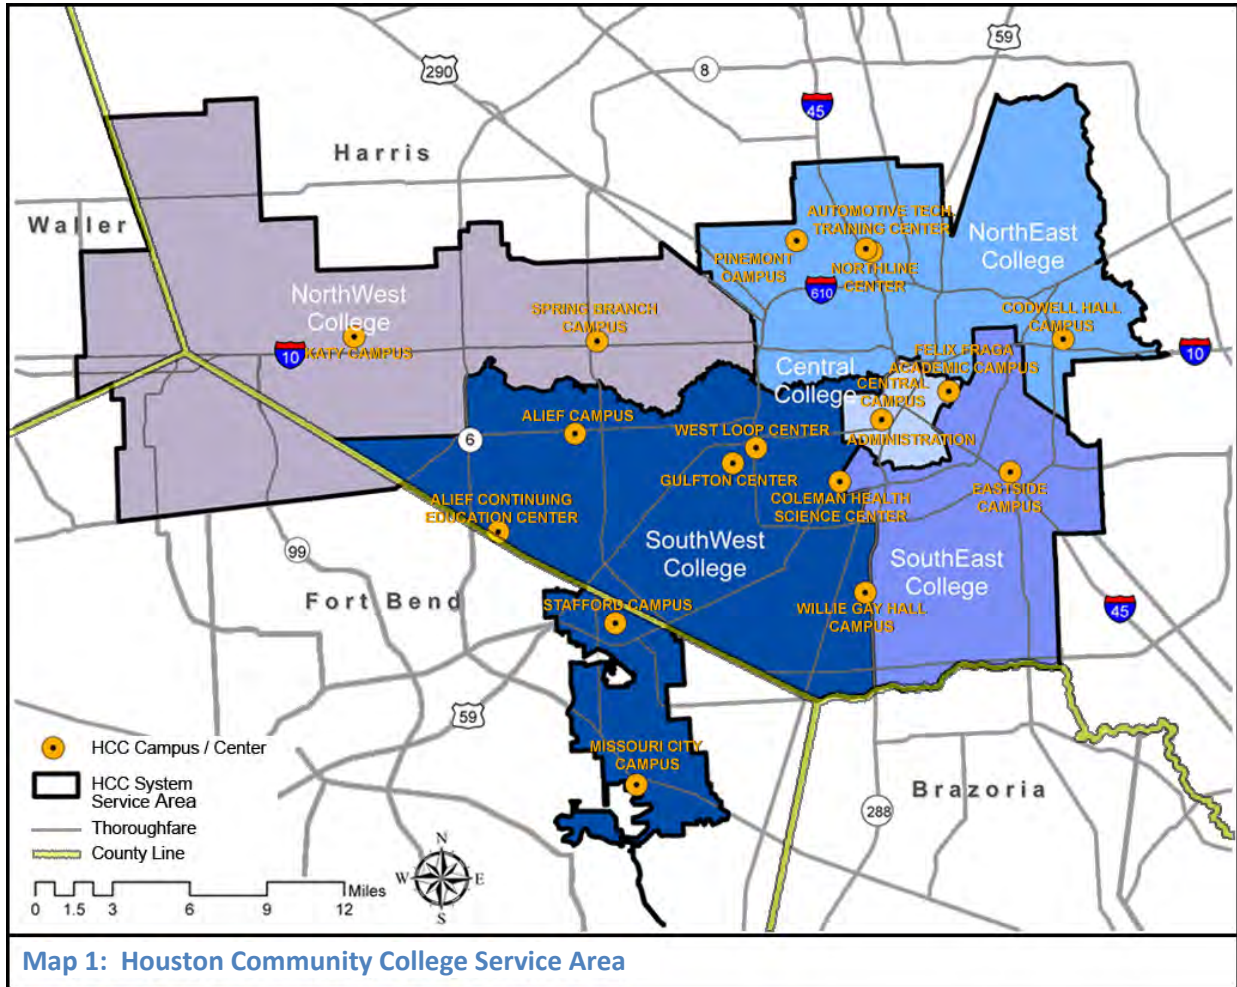 59
290
8
45
Harris
Waller
AUTOMOTIVE TECH.
TRAINING CENTER
NorthEast
College
PINEMONT
CAMPUS
NORTHLINE
CENTER
610
NorthWest
College
SPRING BRANCH
CAMPUS
CODWELL HALL
CAMPUS
10
KATY CAMPUS
10
FELIX FRAGA
ACADEMIC CAMPUS
Central
College
CENTRAL
CAMPUS
ALIEF CAMPUS
WEST LOOP CENTER
ADMINISTRATION
6
GULFTON CENTER
COLEMAN HEALTH
SCIENCE CENTER
EASTSIDE
CAMPUS
ALIEF CONTINUING
EDUCATION CENTER
99
SouthWest
College
SouthEast
College
Fort Bend
STAFFORD CAMPUS
WILLIE GAY HALL
CAMPUS
45
59
MISSOURI CITY
CAMPUS
Brazoria
288
HCC Campus / Center
HCC System
Service Area
Thoroughfare
County Line
Miles
0 1.5 3 6 9 12
N
W E
S
Map 1: Houston Community College Service Area